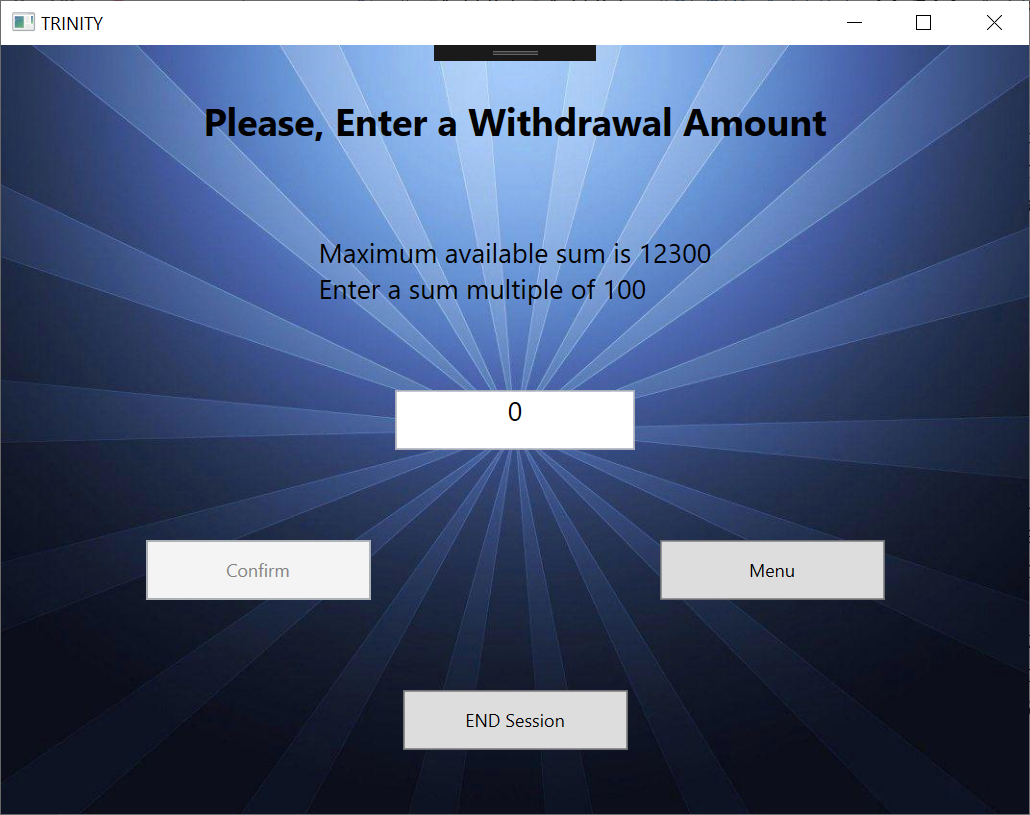 TRINITY
Please, Enter a Withdrawal Amount
Maximum available sum is 12300
Enter a sum multiple of 100
0
Confirm
Menu
END Session